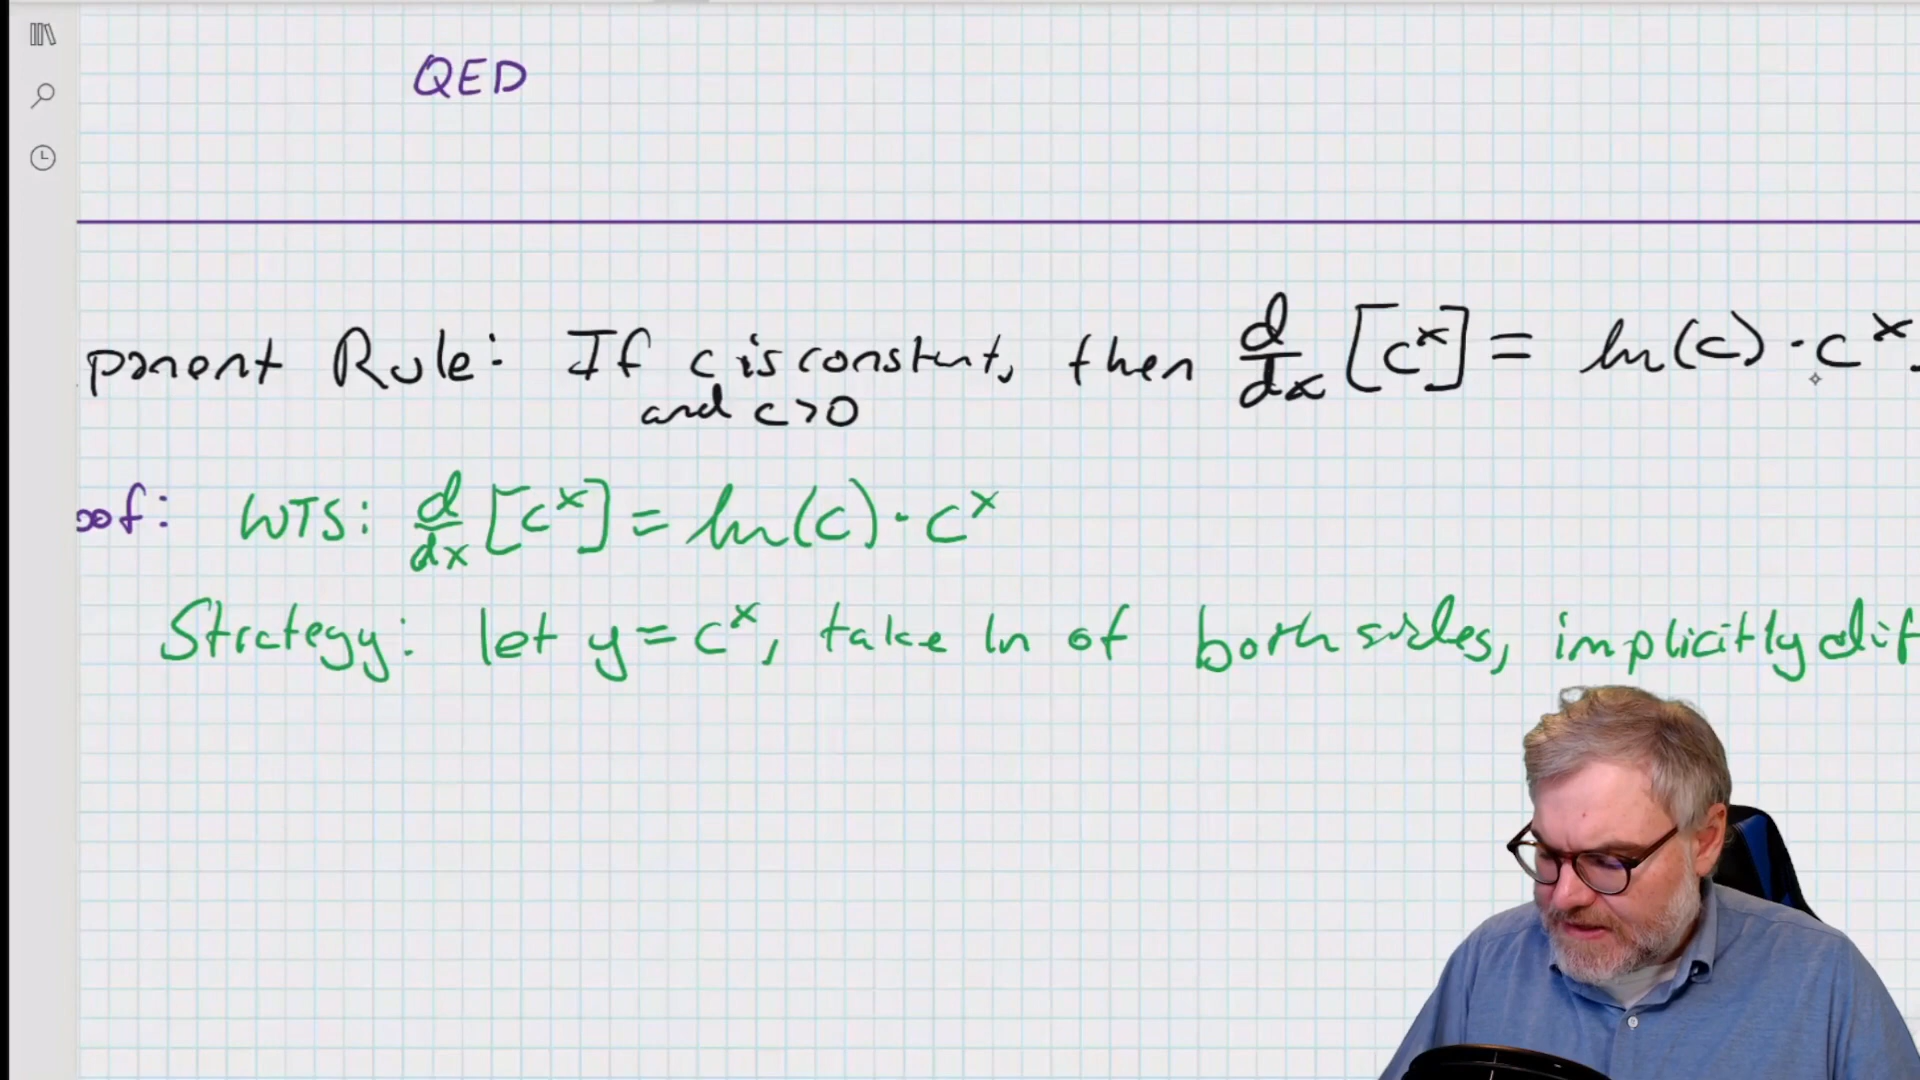 QED
ponent Rule: If c is constant, then d/dx [c^x] = ln(c) · c^x.
and c > 0
oof: WTS: d/dx [c^x] = ln(c) · c^x
Strategy: let y = c^x, take ln of both sides, implicitly dif